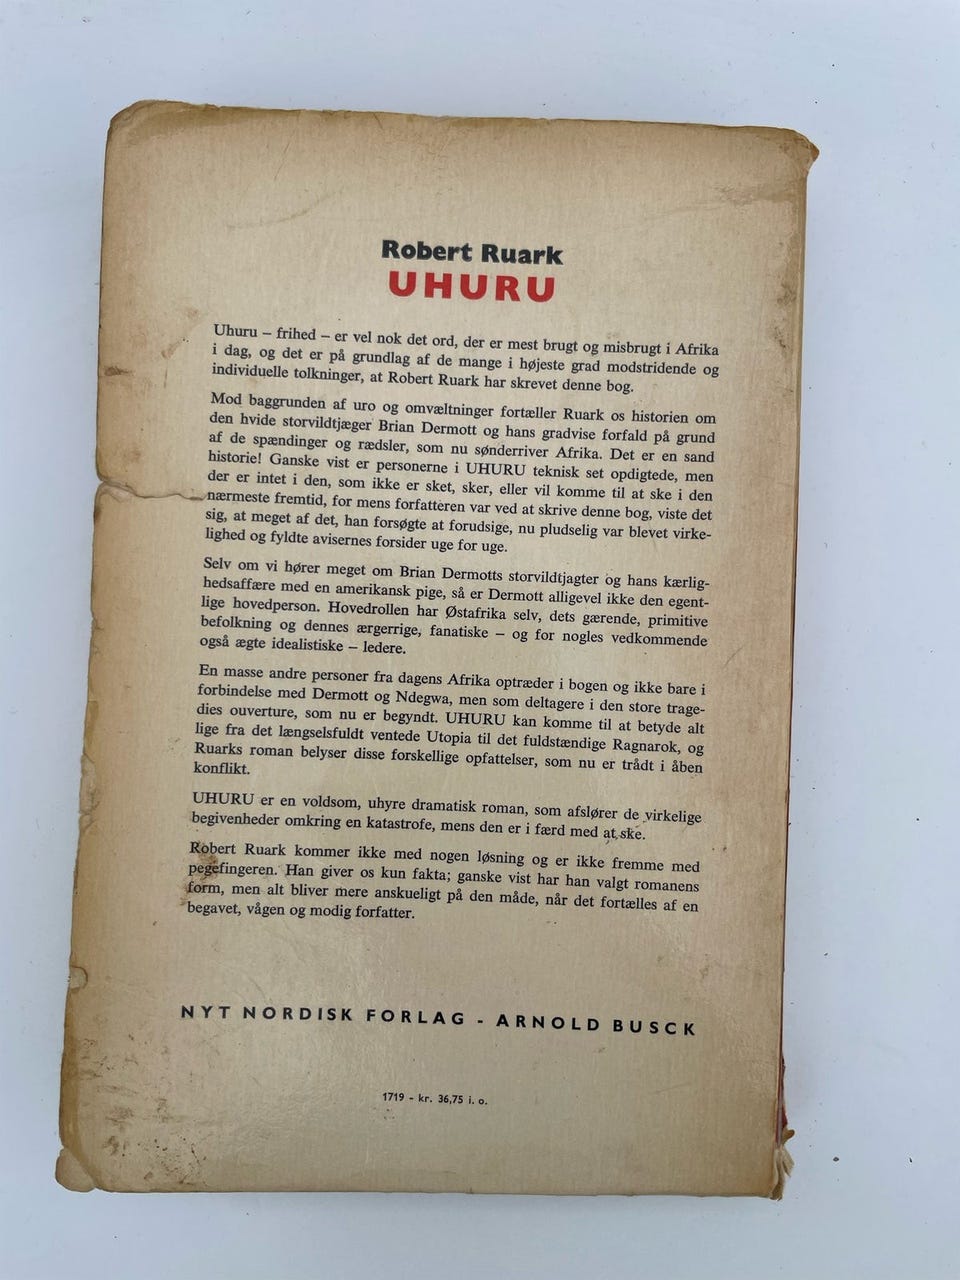 Robert Ruark
UHURU
Uhuru – frihed – er vel nok det ord, der er mest brugt og misbrugt i Afrika
i dag, og det er på grundlag af de mange i højeste grad modstridende og
individuelle tolkninger, at Robert Ruark har skrevet denne bog.
Mod baggrunden af uro og omvæltninger fortæller Ruark os historien om
den hvide storvildtjæger Brian Dermott og hans gradvise forfald på grund
af de spændinger og rædsler, som nu sønderriver Afrika. Det er en sand
historie! Ganske vist er personerne i UHURU teknisk set opdigtede, men
der er intet i den, som ikke er sket, sker, eller vil komme til at ske i den
nærmeste fremtid, for mens forfatteren var ved at skrive denne bog, viste det
sig, at meget af det, han forsøgte at forudsige, nu pludselig var blevet virke-
lighed og fyldte avisernes forsider uge for uge.
Selv om vi hører meget om Brian Dermotts storvildtjagter og hans kærlig-
hedsaffære med en amerikansk pige, så er Dermott alligevel ikke den egent-
lige hovedperson. Hovedrollen har Østafrika selv, dets gærende, primitive
befolkning og dennes ærgerrige, fanatiske – og for nogles vedkommende
også ægte idealistiske – ledere.
En masse andre personer fra dagens Afrika optræder i bogen og ikke bare i
forbindelse med Dermott og Ndegwa, men som deltagere i den store trage-
dies ouverture, som nu er begyndt. UHURU kan komme til at betyde alt
lige fra det længselsfuldt ventede Utopia til det fuldstændige Ragnarok, og
Ruarks roman belyser disse forskellige opfattelser, som nu er trådt i åben
konflikt.
UHURU er en voldsom, uhyre dramatisk roman, som afslører de virkelige
begivenheder omkring en katastrofe, mens den er i færd med at ske.
Robert Ruark kommer ikke med nogen løsning og er ikke fremme med
pegefingeren. Han giver os kun fakta; ganske vist har han valgt romanens
form, men alt bliver mere anskueligt på den måde, når det fortælles af en
begavet, vågen og modig forfatter.
NYT NORDISK FORLAG - ARNOLD BUSCK
1719 - kr. 36,75 i. o.